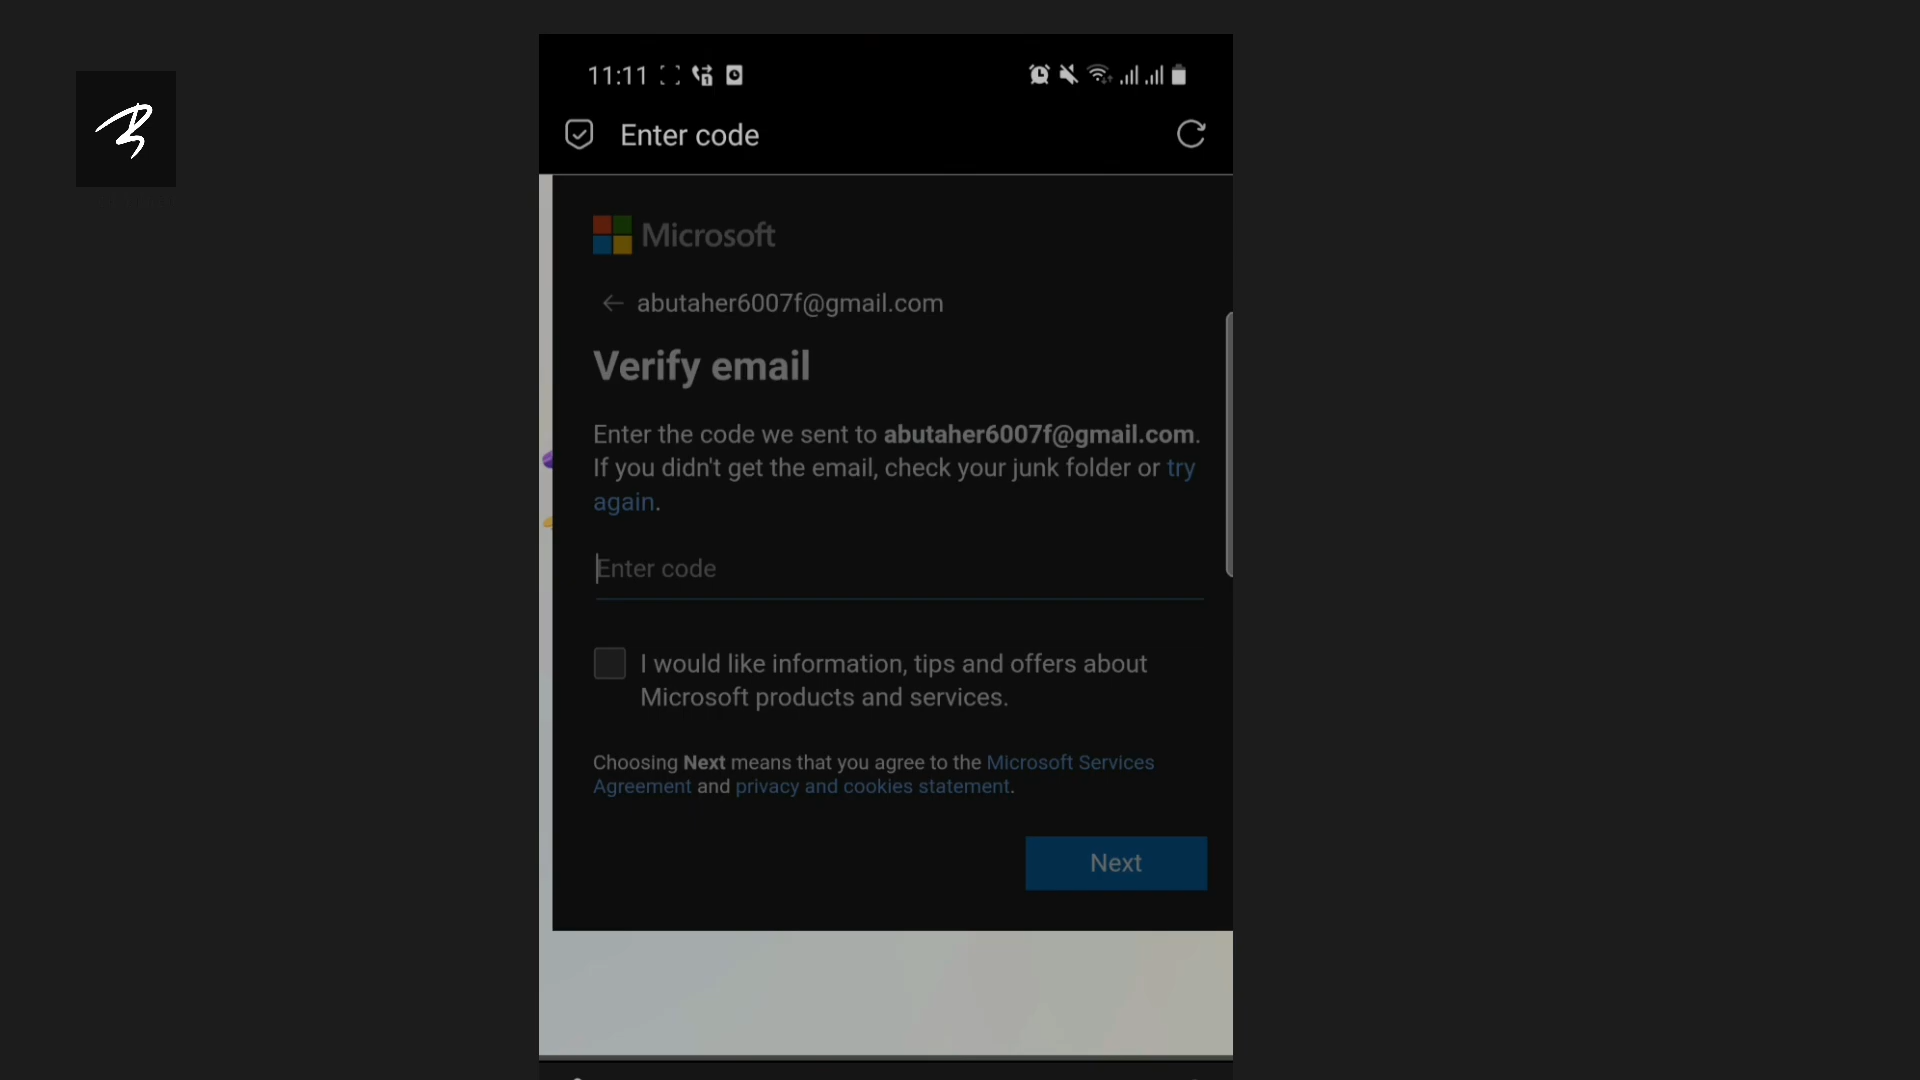 11:11
Enter code
Microsoft
abutaher6007f@gmail.com
Verify email
Enter the code we sent to abutaher6007f@gmail.com.
If you didn't get the email, check your junk folder or try
again.
Enter code
I would like information, tips and offers about
Microsoft products and services.
Choosing Next means that you agree to the Microsoft Services
Agreement and privacy and cookies statement.
Next